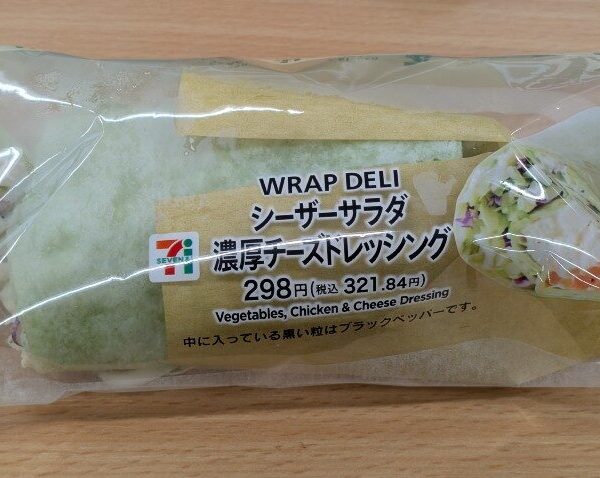 WRAP DELI
シーザーサラダ
濃厚チーズドレッシング
298円(税込 321.84円)
SEVEN&i
Vegetables, Chicken & Cheese Dressing
中に入っている黒い粒はブラックペッパーです。